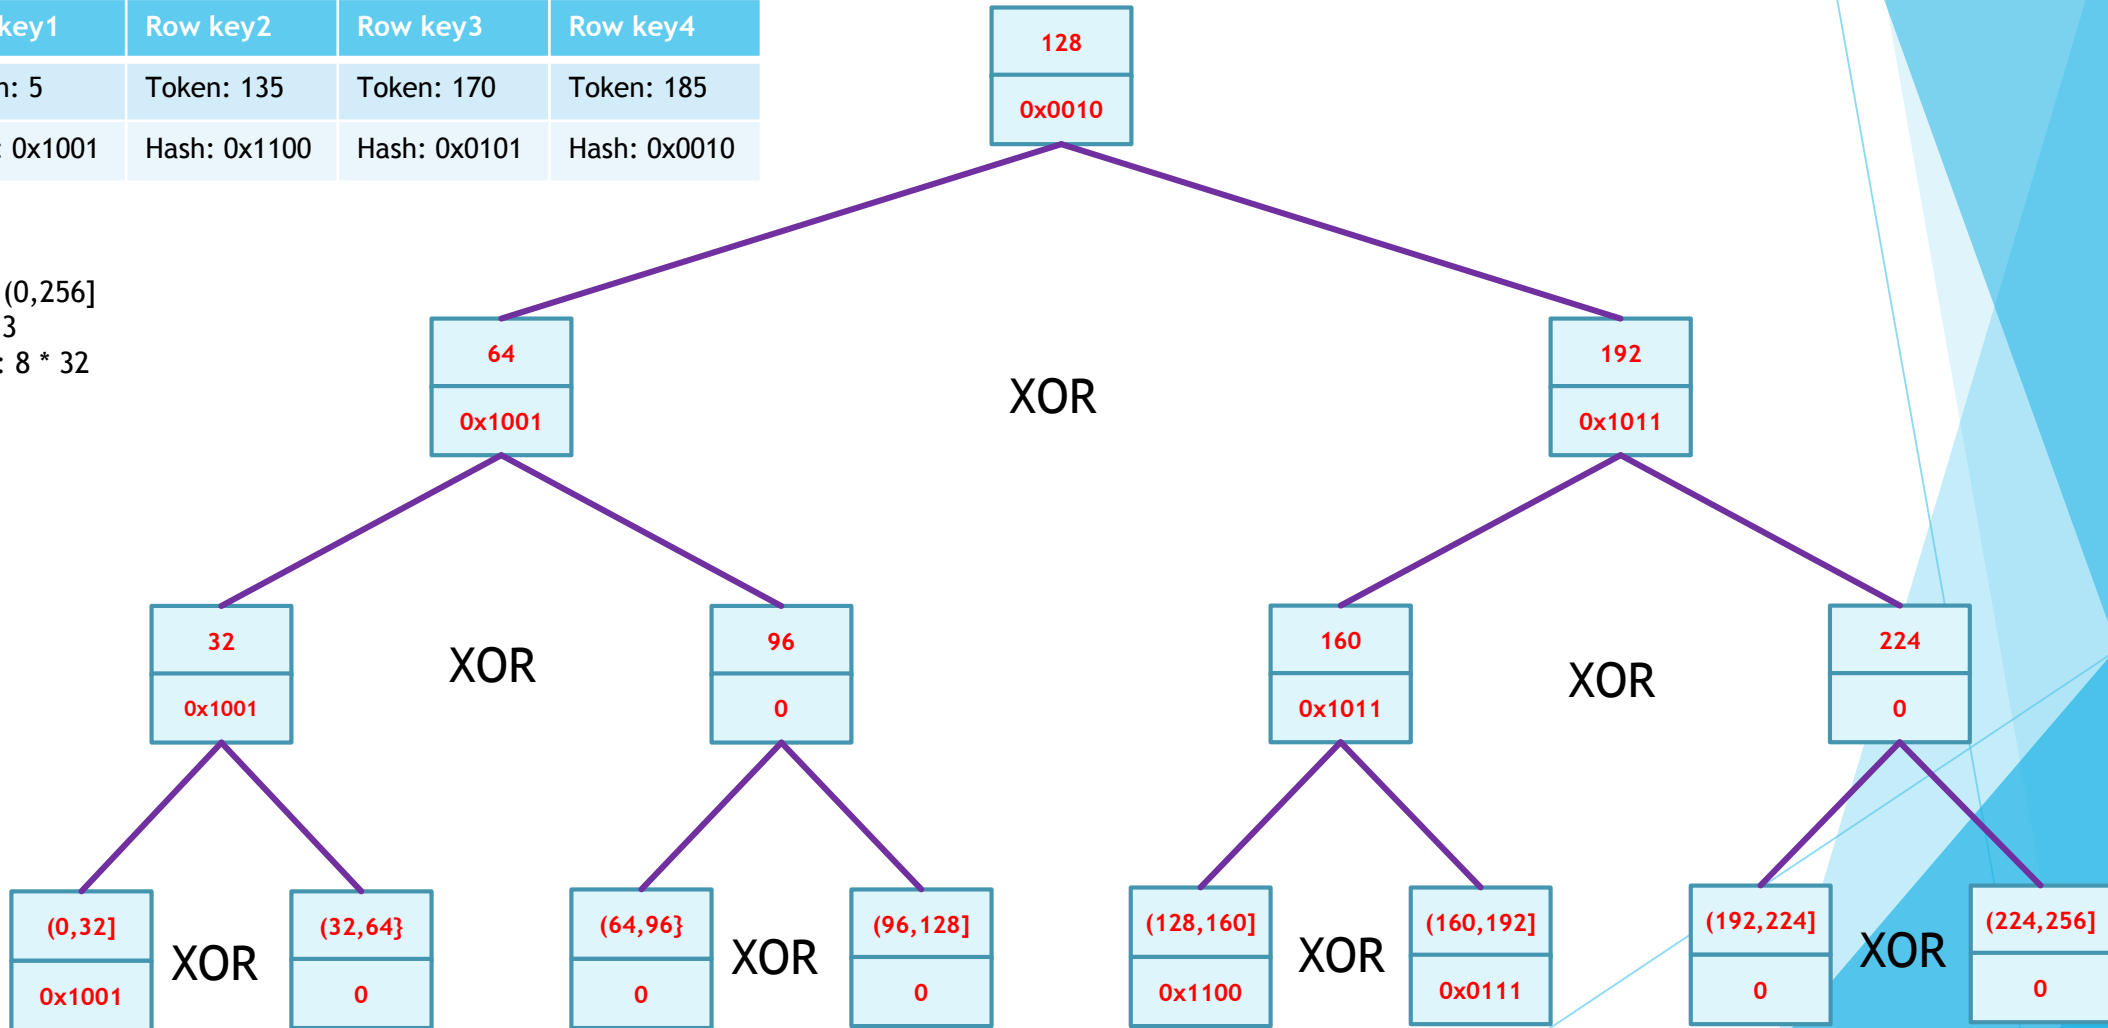 key1 Row key2 Row key3 Row key4
n: 5 Token: 135 Token: 170 Token: 185
: 0x1001 Hash: 0x1100 Hash: 0x0101 Hash: 0x0010
(0,256]
3
: 8 * 32
128
0x0010
64
0x1001
XOR
192
0x1011
32
0x1001
XOR
96
0
160
0x1011
XOR
224
0
(0,32]
0x1001
XOR
(32,64}
0
(64,96}
0
XOR
(96,128]
0
(128,160]
0x1100
XOR
(160,192]
0x0111
(192,224]
0
XOR
(224,256]
0